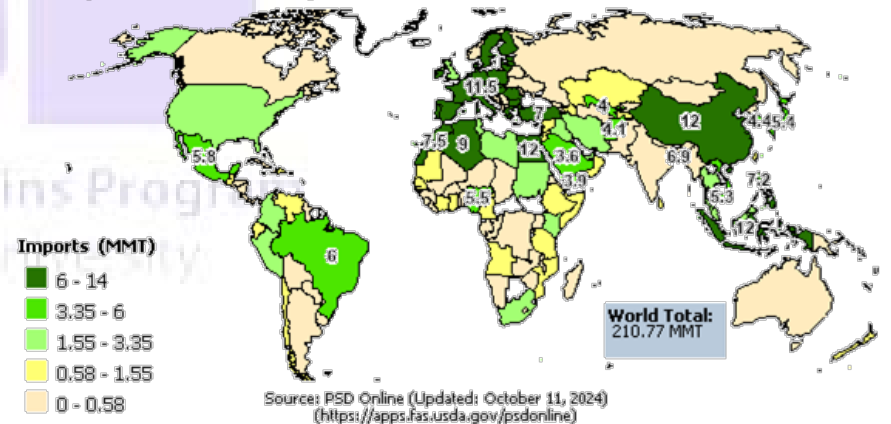 11.5
7
4
12
4.4
5.4
4.1
5.8
7.5
9
12
3.6
6.9
3.9
7.2
5.5
5.3
ins Program
12
6
Imports (MMT)
6 - 14
3.35 - 6
1.55 - 3.35
0.58 - 1.55
0 - 0.58
World Total:
210.77 MMT
Source: PSD Online (Updated: October 11, 2024)
(https://apps.fas.usda.gov/psdonline)